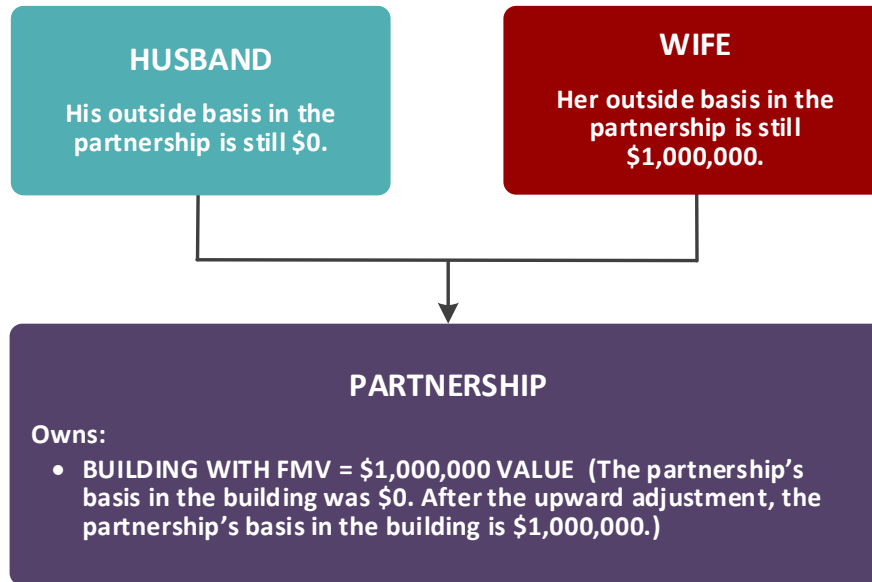 HUSBAND
His outside basis in the
partnership is still $0.
WIFE
Her outside basis in the
partnership is still
$1,000,000.
PARTNERSHIP
Owns:
• BUILDING WITH FMV = $1,000,000 VALUE (The partnership’s
basis in the building was $0. After the upward adjustment, the
partnership’s basis in the building is $1,000,000.)